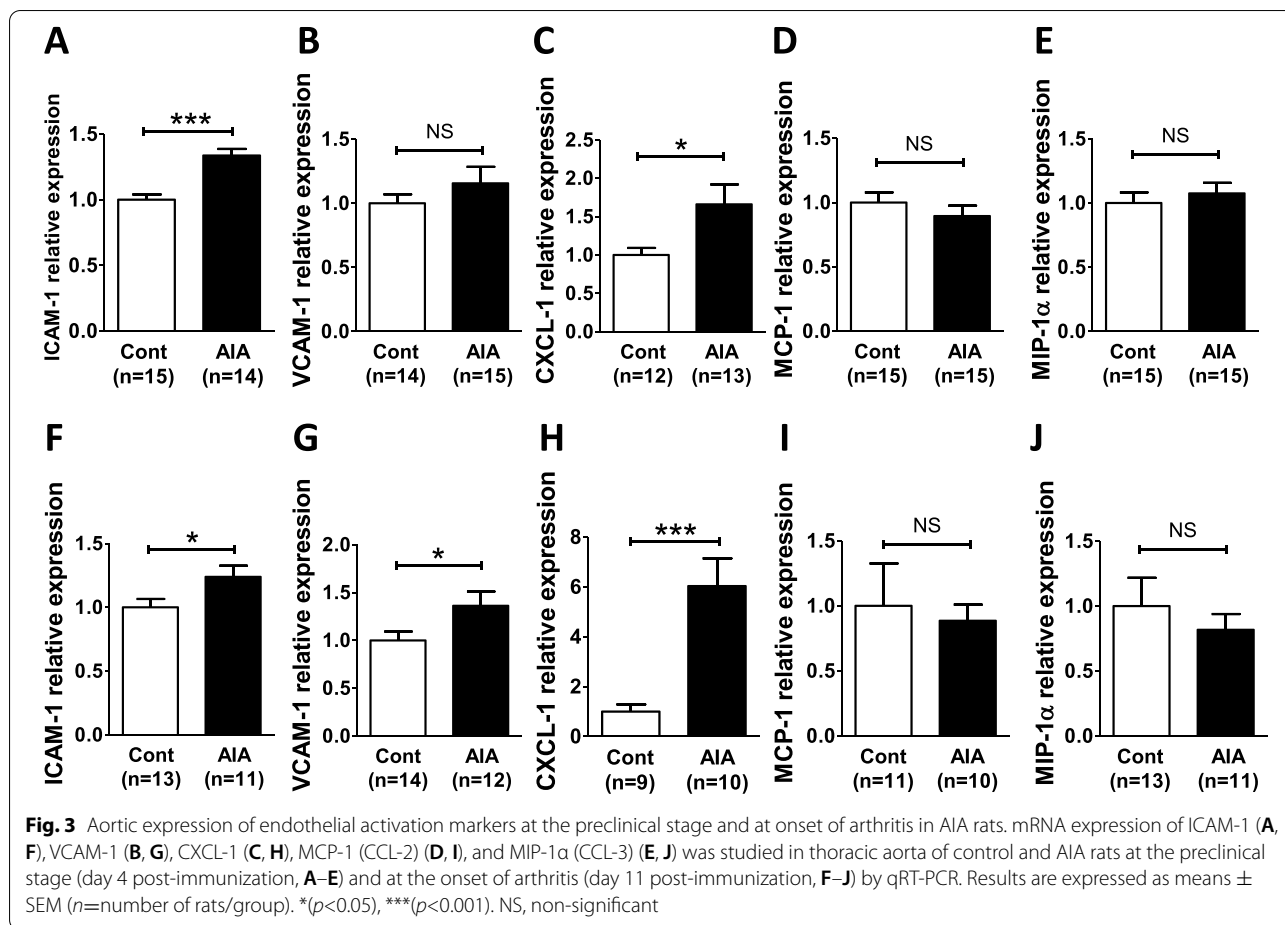 A B C D E
ICAM-1 relative expression
1.5
1.0
0.5
0.0
***
Cont AIA
(n=15) (n=14)
VCAM-1 relative expression
1.5
1.0
0.5
0.0
NS
Cont AIA
(n=14) (n=15)
CXCL-1 relative expression
2.5
2.0
1.5
1.0
0.5
0.0
*
Cont AIA
(n=12) (n=13)
MCP-1 relative expression
1.5
1.0
0.5
0.0
NS
Cont AIA
(n=15) (n=15)
MIP-1α relative expression
1.5
1.0
0.5
0.0
NS
Cont AIA
(n=15) (n=15)
F G H I J
ICAM-1 relative expression
1.5
1.0
0.5
0.0
*
Cont AIA
(n=13) (n=11)
VCAM-1 relative expression
2.0
1.5
1.0
0.5
0.0
*
Cont AIA
(n=14) (n=12)
CXCL-1 relative expression
8
6
4
2
0
***
Cont AIA
(n=9) (n=10)
MCP-1 relative expression
1.5
1.0
0.5
0.0
NS
Cont AIA
(n=11) (n=10)
MIP-1α relative expression
1.5
1.0
0.5
0.0
NS
Cont AIA
(n=13) (n=11)
Fig. 3 Aortic expression of endothelial activation markers at the preclinical stage and at onset of arthritis in AIA rats. mRNA expression of ICAM-1 (A,
F), VCAM-1 (B, G), CXCL-1 (C, H), MCP-1 (CCL-2) (D, I), and MIP-1α (CCL-3) (E, J) was studied in thoracic aorta of control and AIA rats at the preclinical
stage (day 4 post-immunization, A–E) and at the onset of arthritis (day 11 post-immunization, F–J) by qRT-PCR. Results are expressed as means ±
SEM (n=number of rats/group). *(p<0.05), ***(p<0.001). NS, non-significant